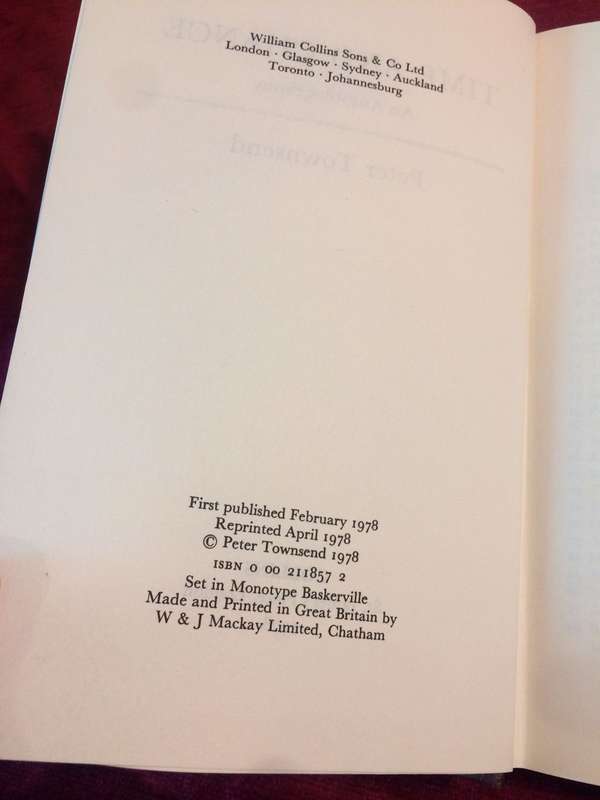 William Collins Sons & Co Ltd
London · Glasgow · Sydney · Auckland
Toronto · Johannesburg
Peter Townsend
First published February 1978
Reprinted April 1978
© Peter Townsend 1978
ISBN 0 00 211857 2
Set in Monotype Baskerville
Made and Printed in Great Britain by
W & J Mackay Limited, Chatham